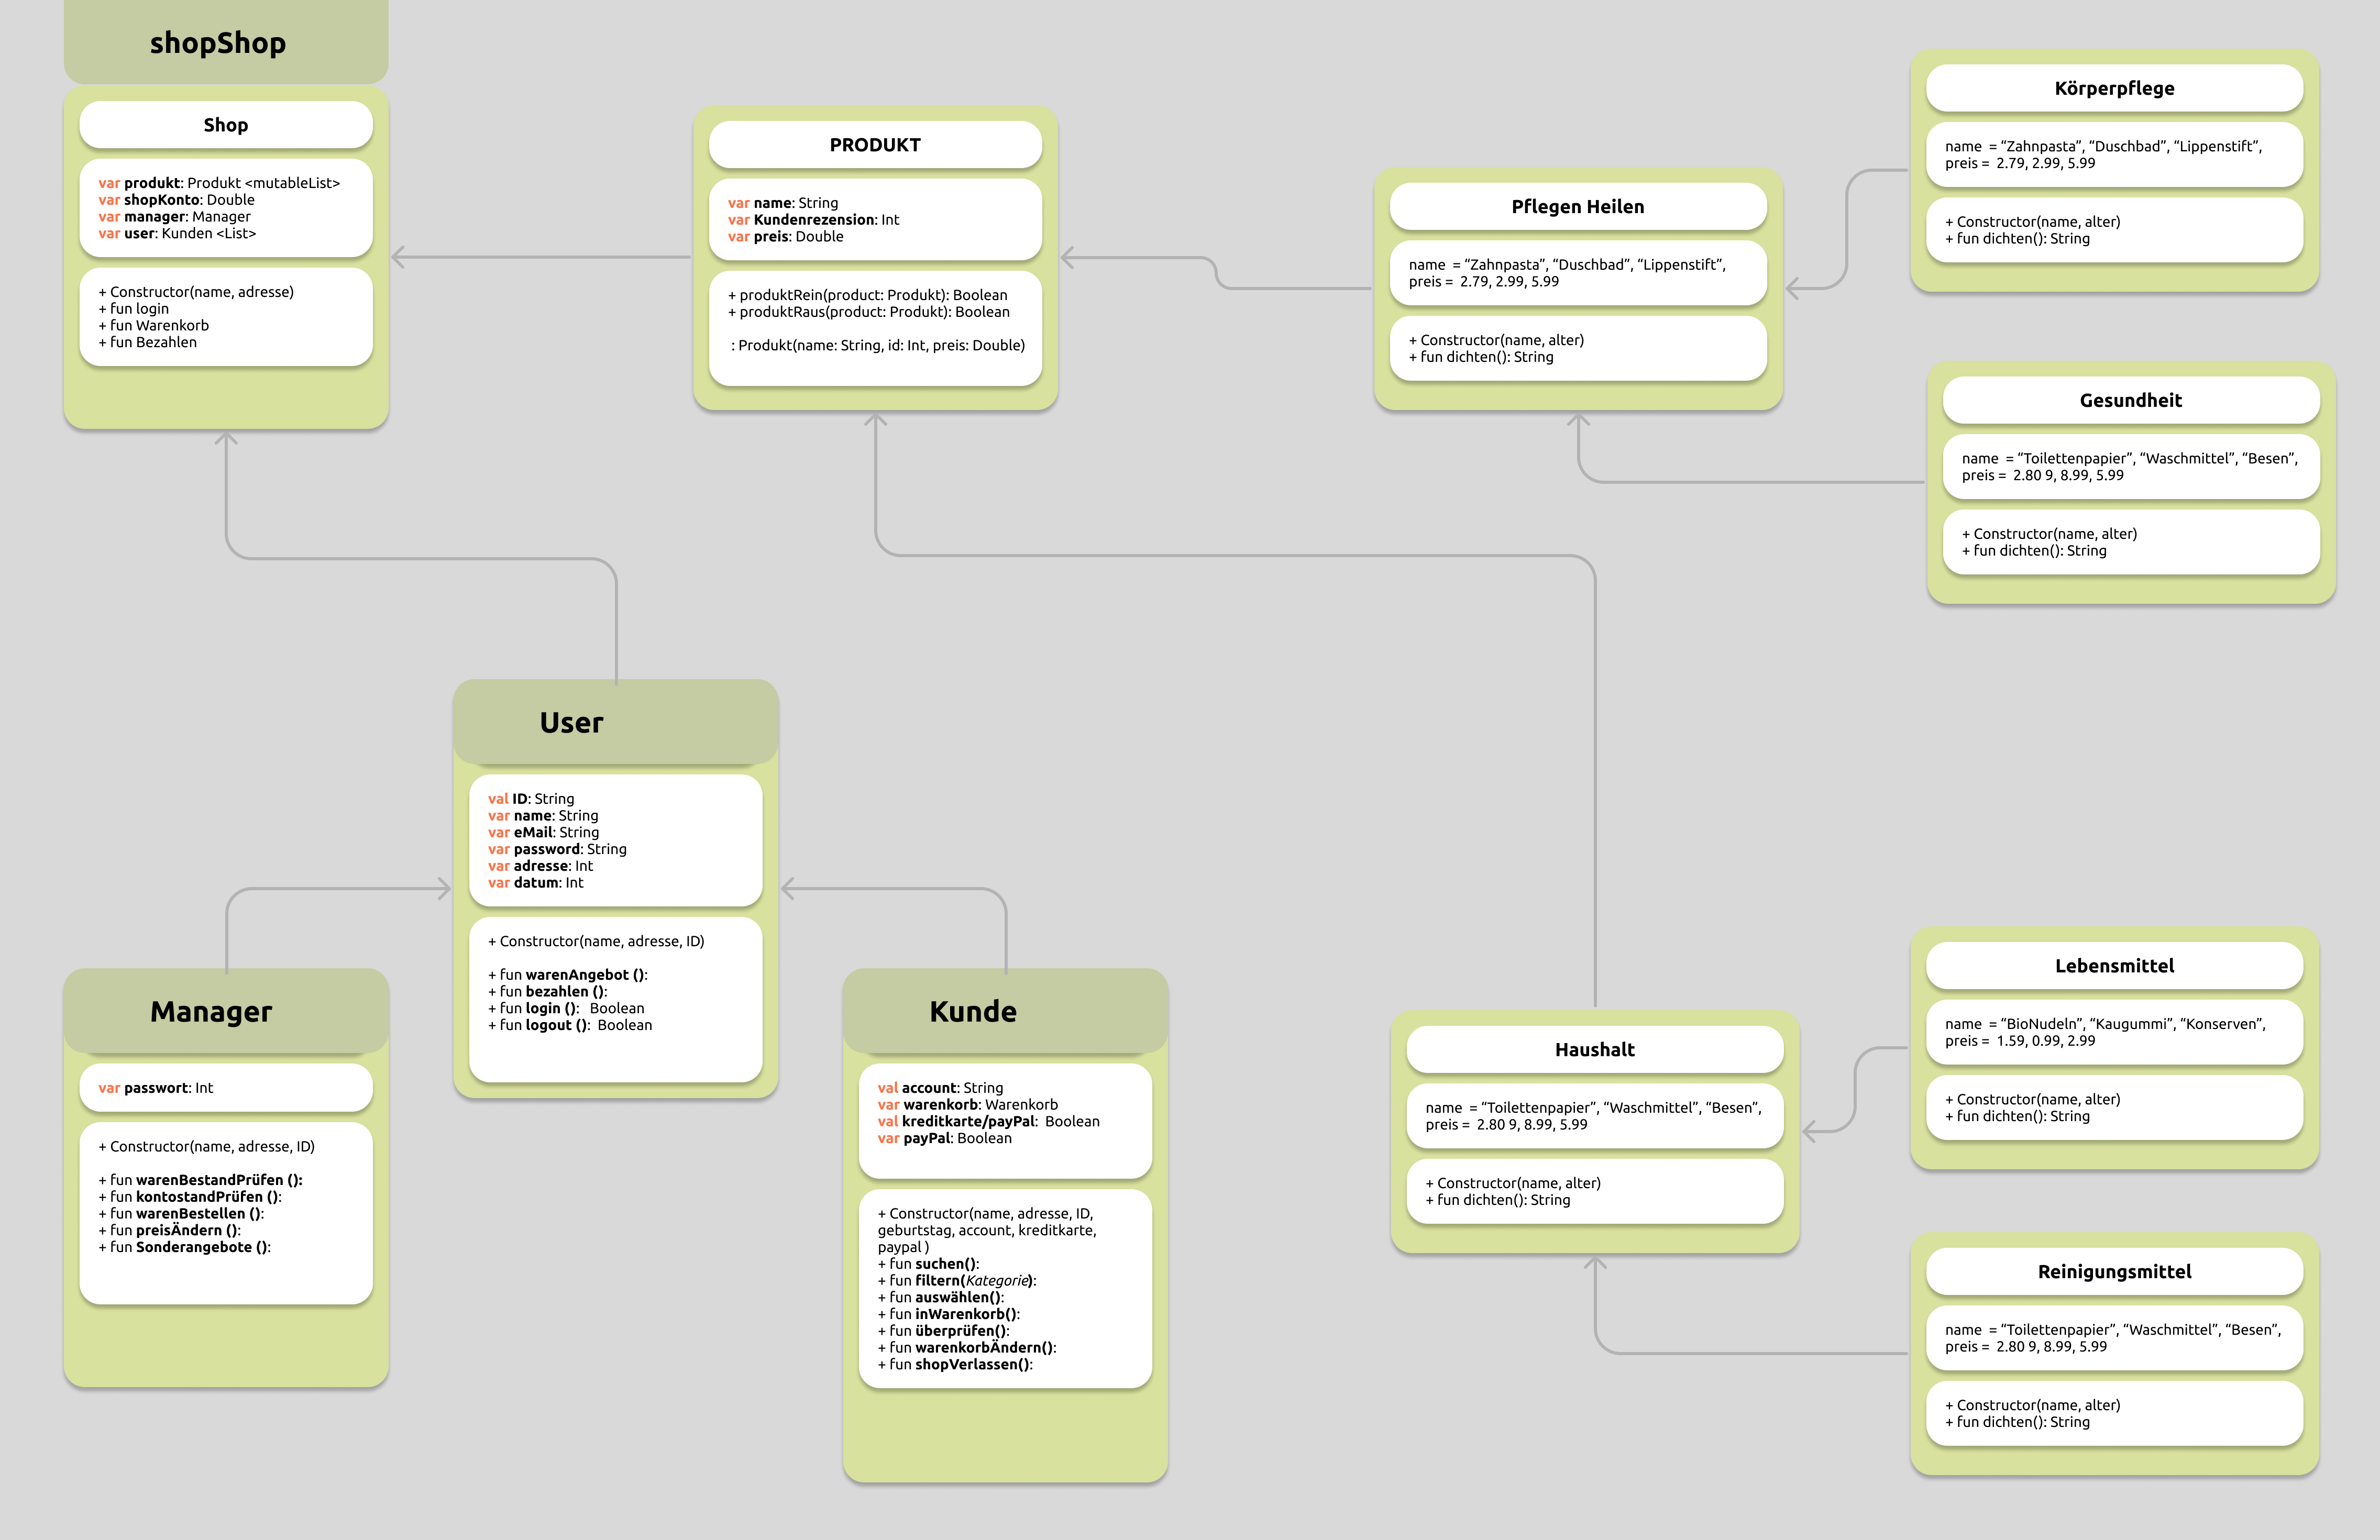 shopShop
Shop
var produkt: Produkt <mutableList>
var shopKonto: Double
var manager: Manager
var user: Kunden <List>
+ Constructor(name, adresse)
+ fun login
+ fun Warenkorb
+ fun Bezahlen
PRODUKT
var name: String
var Kundenrezension: Int
var preis: Double
+ produktRein(product: Produkt): Boolean
+ produktRaus(product: Produkt): Boolean
: Produkt(name: String, id: Int, preis: Double)
Pflegen Heilen
name = “Zahnpasta”, “Duschbad”, “Lippenstift”,
preis = 2.79, 2.99, 5.99
+ Constructor(name, alter)
+ fun dichten(): String
Körperpflege
name = “Zahnpasta”, “Duschbad”, “Lippenstift”,
preis = 2.79, 2.99, 5.99
+ Constructor(name, alter)
+ fun dichten(): String
Gesundheit
name = “Toilettenpapier”, “Waschmittel”, “Besen”,
preis = 2.80 9, 8.99, 5.99
+ Constructor(name, alter)
+ fun dichten(): String
User
val ID: String
var name: String
var eMail: String
var password: String
var adresse: Int
var datum: Int
+ Constructor(name, adresse, ID)
+ fun warenAngebot ():
+ fun bezahlen ():
+ fun login (): Boolean
+ fun logout (): Boolean
Manager
var passwort: Int
+ Constructor(name, adresse, ID)
+ fun warenBestandPrüfen ():
+ fun kontostandPrüfen ():
+ fun warenBestellen ():
+ fun preisÄndern ():
+ fun Sonderangebote ():
Kunde
val account: String
var warenkorb: Warenkorb
val kreditkarte/payPal: Boolean
var payPal: Boolean
+ Constructor(name, adresse, ID,
geburtstag, account, kreditkarte,
paypal )
+ fun suchen():
+ fun filtern(Kategorie):
+ fun auswählen():
+ fun inWarenkorb():
+ fun überprüfen():
+ fun warenkorbÄndern():
+ fun shopVerlassen():
Haushalt
name = “Toilettenpapier”, “Waschmittel”, “Besen”,
preis = 2.80 9, 8.99, 5.99
+ Constructor(name, alter)
+ fun dichten(): String
Lebensmittel
name = “BioNudeln”, “Kaugummi”, “Konserven”,
preis = 1.59, 0.99, 2.99
+ Constructor(name, alter)
+ fun dichten(): String
Reinigungsmittel
name = “Toilettenpapier”, “Waschmittel”, “Besen”,
preis = 2.80 9, 8.99, 5.99
+ Constructor(name, alter)
+ fun dichten(): String